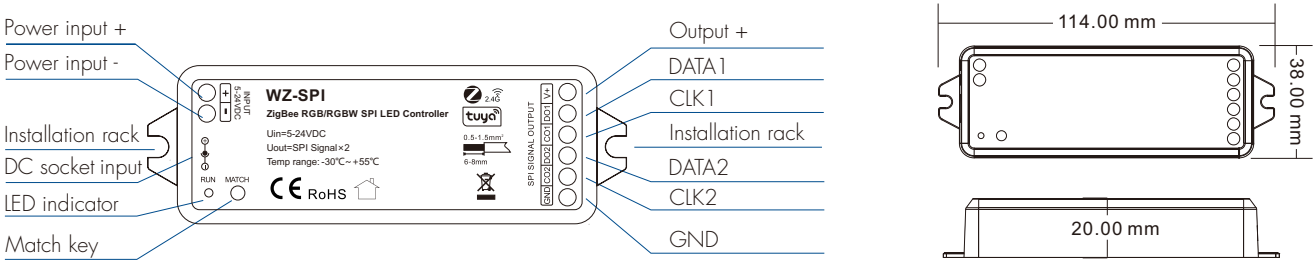 Power input +
Power input -
Installation rack
DC socket input
LED indicator
Match key
+
-
INPUT
5-24VDC
RUN
MATCH
WZ-SPI
ZigBee RGB/RGBW SPI LED Controller
Uin=5-24VDC
Uout=SPI Signal×2
Temp range: -30℃~+55℃
CE RoHS
2.4G
tuya
0.5-1.5mm²
6-8mm
SPI SIGNAL OUTPUT
V+
DO1
CO1
DO2
CO2
GND
Output +
DATA1
CLK1
Installation rack
DATA2
CLK2
GND
114.00 mm
38.00 mm
20.00 mm